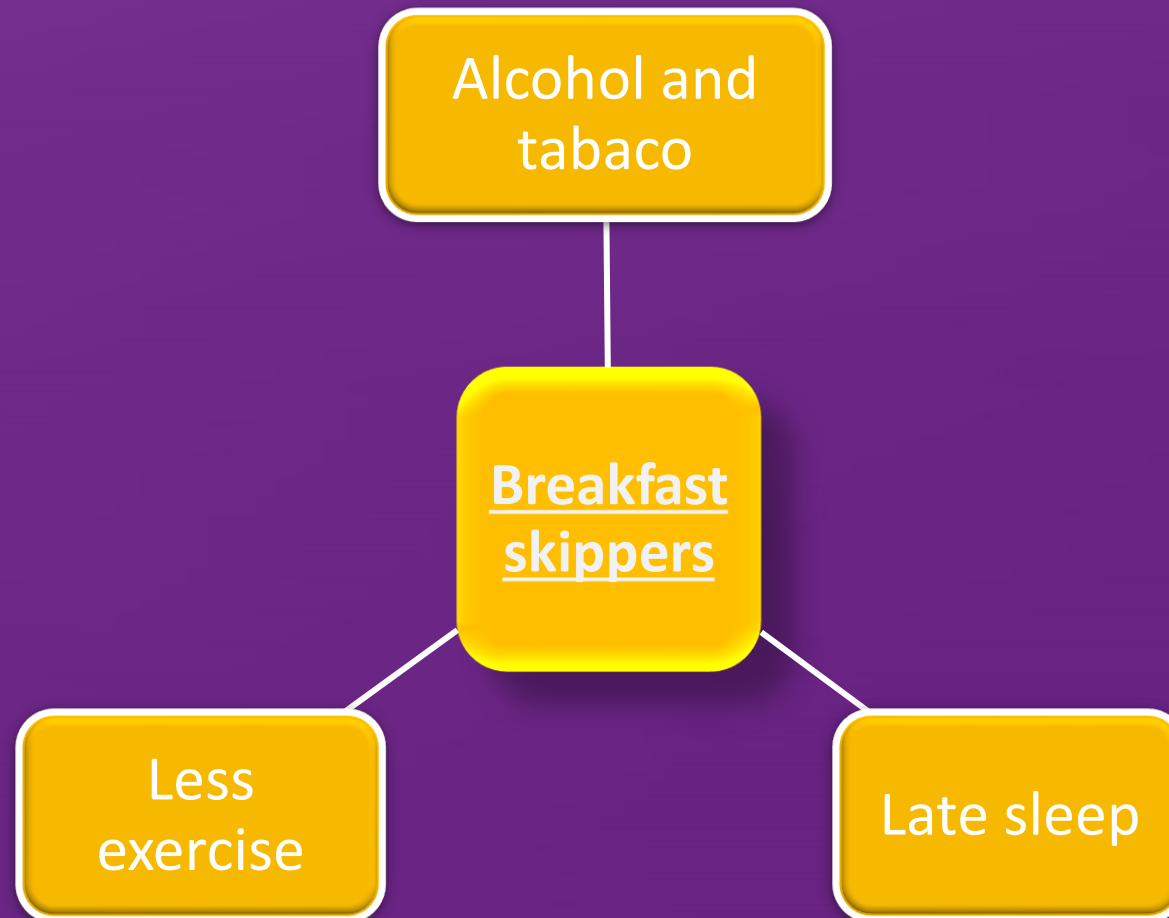 Alcohol and
tabaco
Breakfast
skippers
Less
exercise
Late sleep